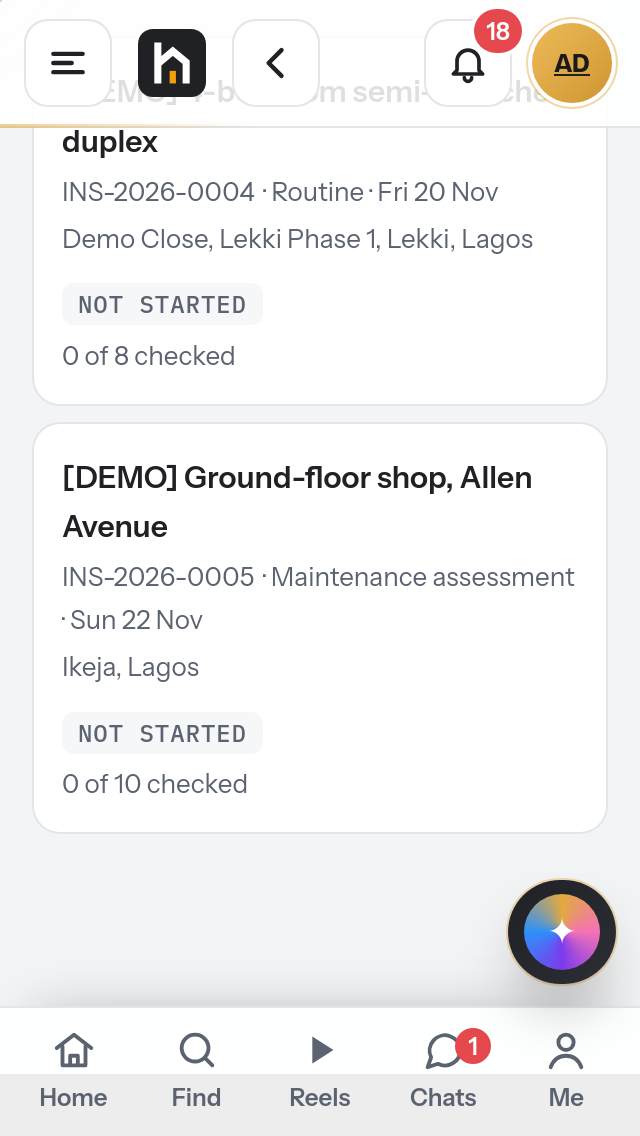 18
AD
duplex
INS-2026-0004 · Routine · Fri 20 Nov
Demo Close, Lekki Phase 1, Lekki, Lagos
NOT STARTED
0 of 8 checked
[DEMO] Ground-floor shop, Allen
Avenue
INS-2026-0005 · Maintenance assessment
· Sun 22 Nov
Ikeja, Lagos
NOT STARTED
0 of 10 checked
1
Home Find Reels Chats Me